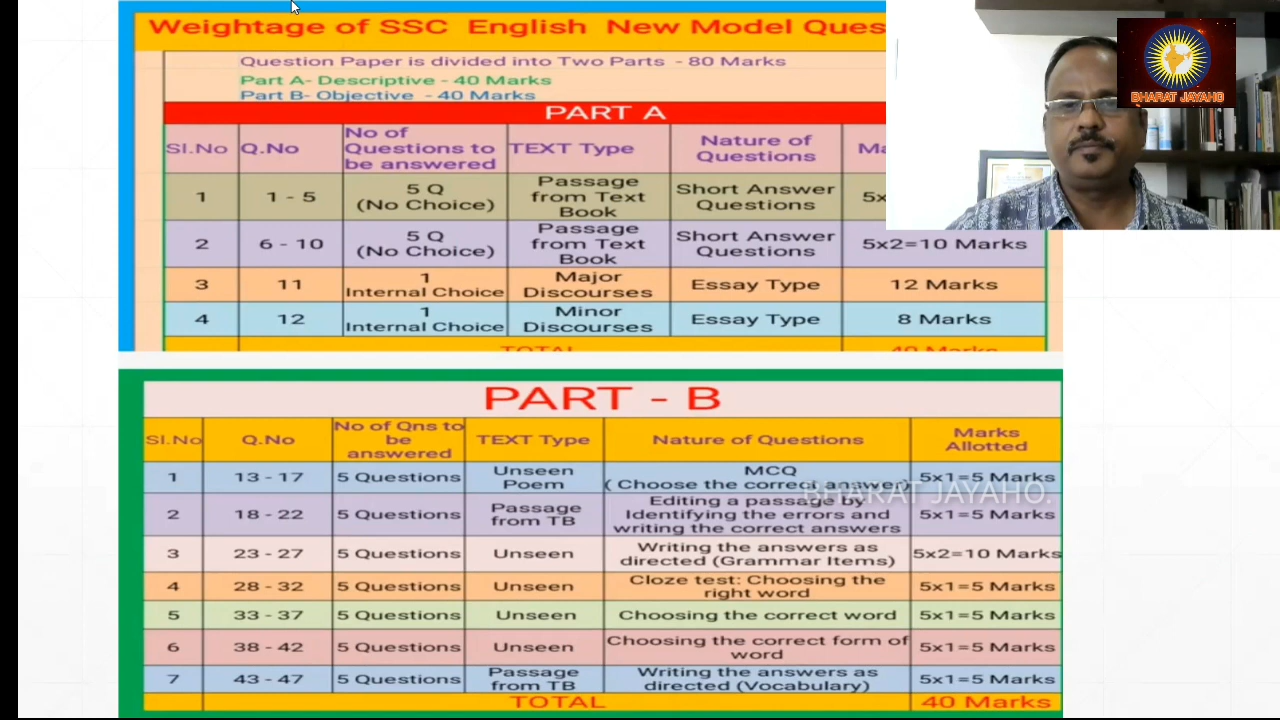 Weightage of SSC English New Model Ques
Question Paper is divided into Two Parts - 80 Marks
Part A- Descriptive - 40 Marks
Part B- Objective - 40 Marks
BHARAT JAYAHO
PART A
Sl.No Q.No No of Questions to be answered TEXT Type Nature of Questions Ma
1 1 - 5 5 Q (No Choice) Passage from Text Book Short Answer Questions 5x
2 6 - 10 5 Q (No Choice) Passage from Text Book Short Answer Questions 5x2=10 Marks
3 11 1 Internal Choice Major Discourses Essay Type 12 Marks
4 12 1 Internal Choice Minor Discourses Essay Type 8 Marks
TOTAL 40 Marks
PART - B
Sl.No Q.No No of Qns to be answered TEXT Type Nature of Questions Marks Allotted
1 13 - 17 5 Questions Unseen Poem MCQ ( Choose the correct answer) 5x1=5 Marks
BHARAT JAYAHO.
2 18 - 22 5 Questions Passage from TB Editing a passage by Identifying the errors and writing the correct answers 5x1=5 Marks
3 23 - 27 5 Questions Unseen Writing the answers as directed (Grammar Items) 5x2=10 Marks
4 28 - 32 5 Questions Unseen Cloze test: Choosing the right word 5x1=5 Marks
5 33 - 37 5 Questions Unseen Choosing the correct word 5x1=5 Marks
6 38 - 42 5 Questions Unseen Choosing the correct form of word 5x1=5 Marks
7 43 - 47 5 Questions Passage from TB Writing the answers as directed (Vocabulary) 5x1=5 Marks
TOTAL 40 Marks